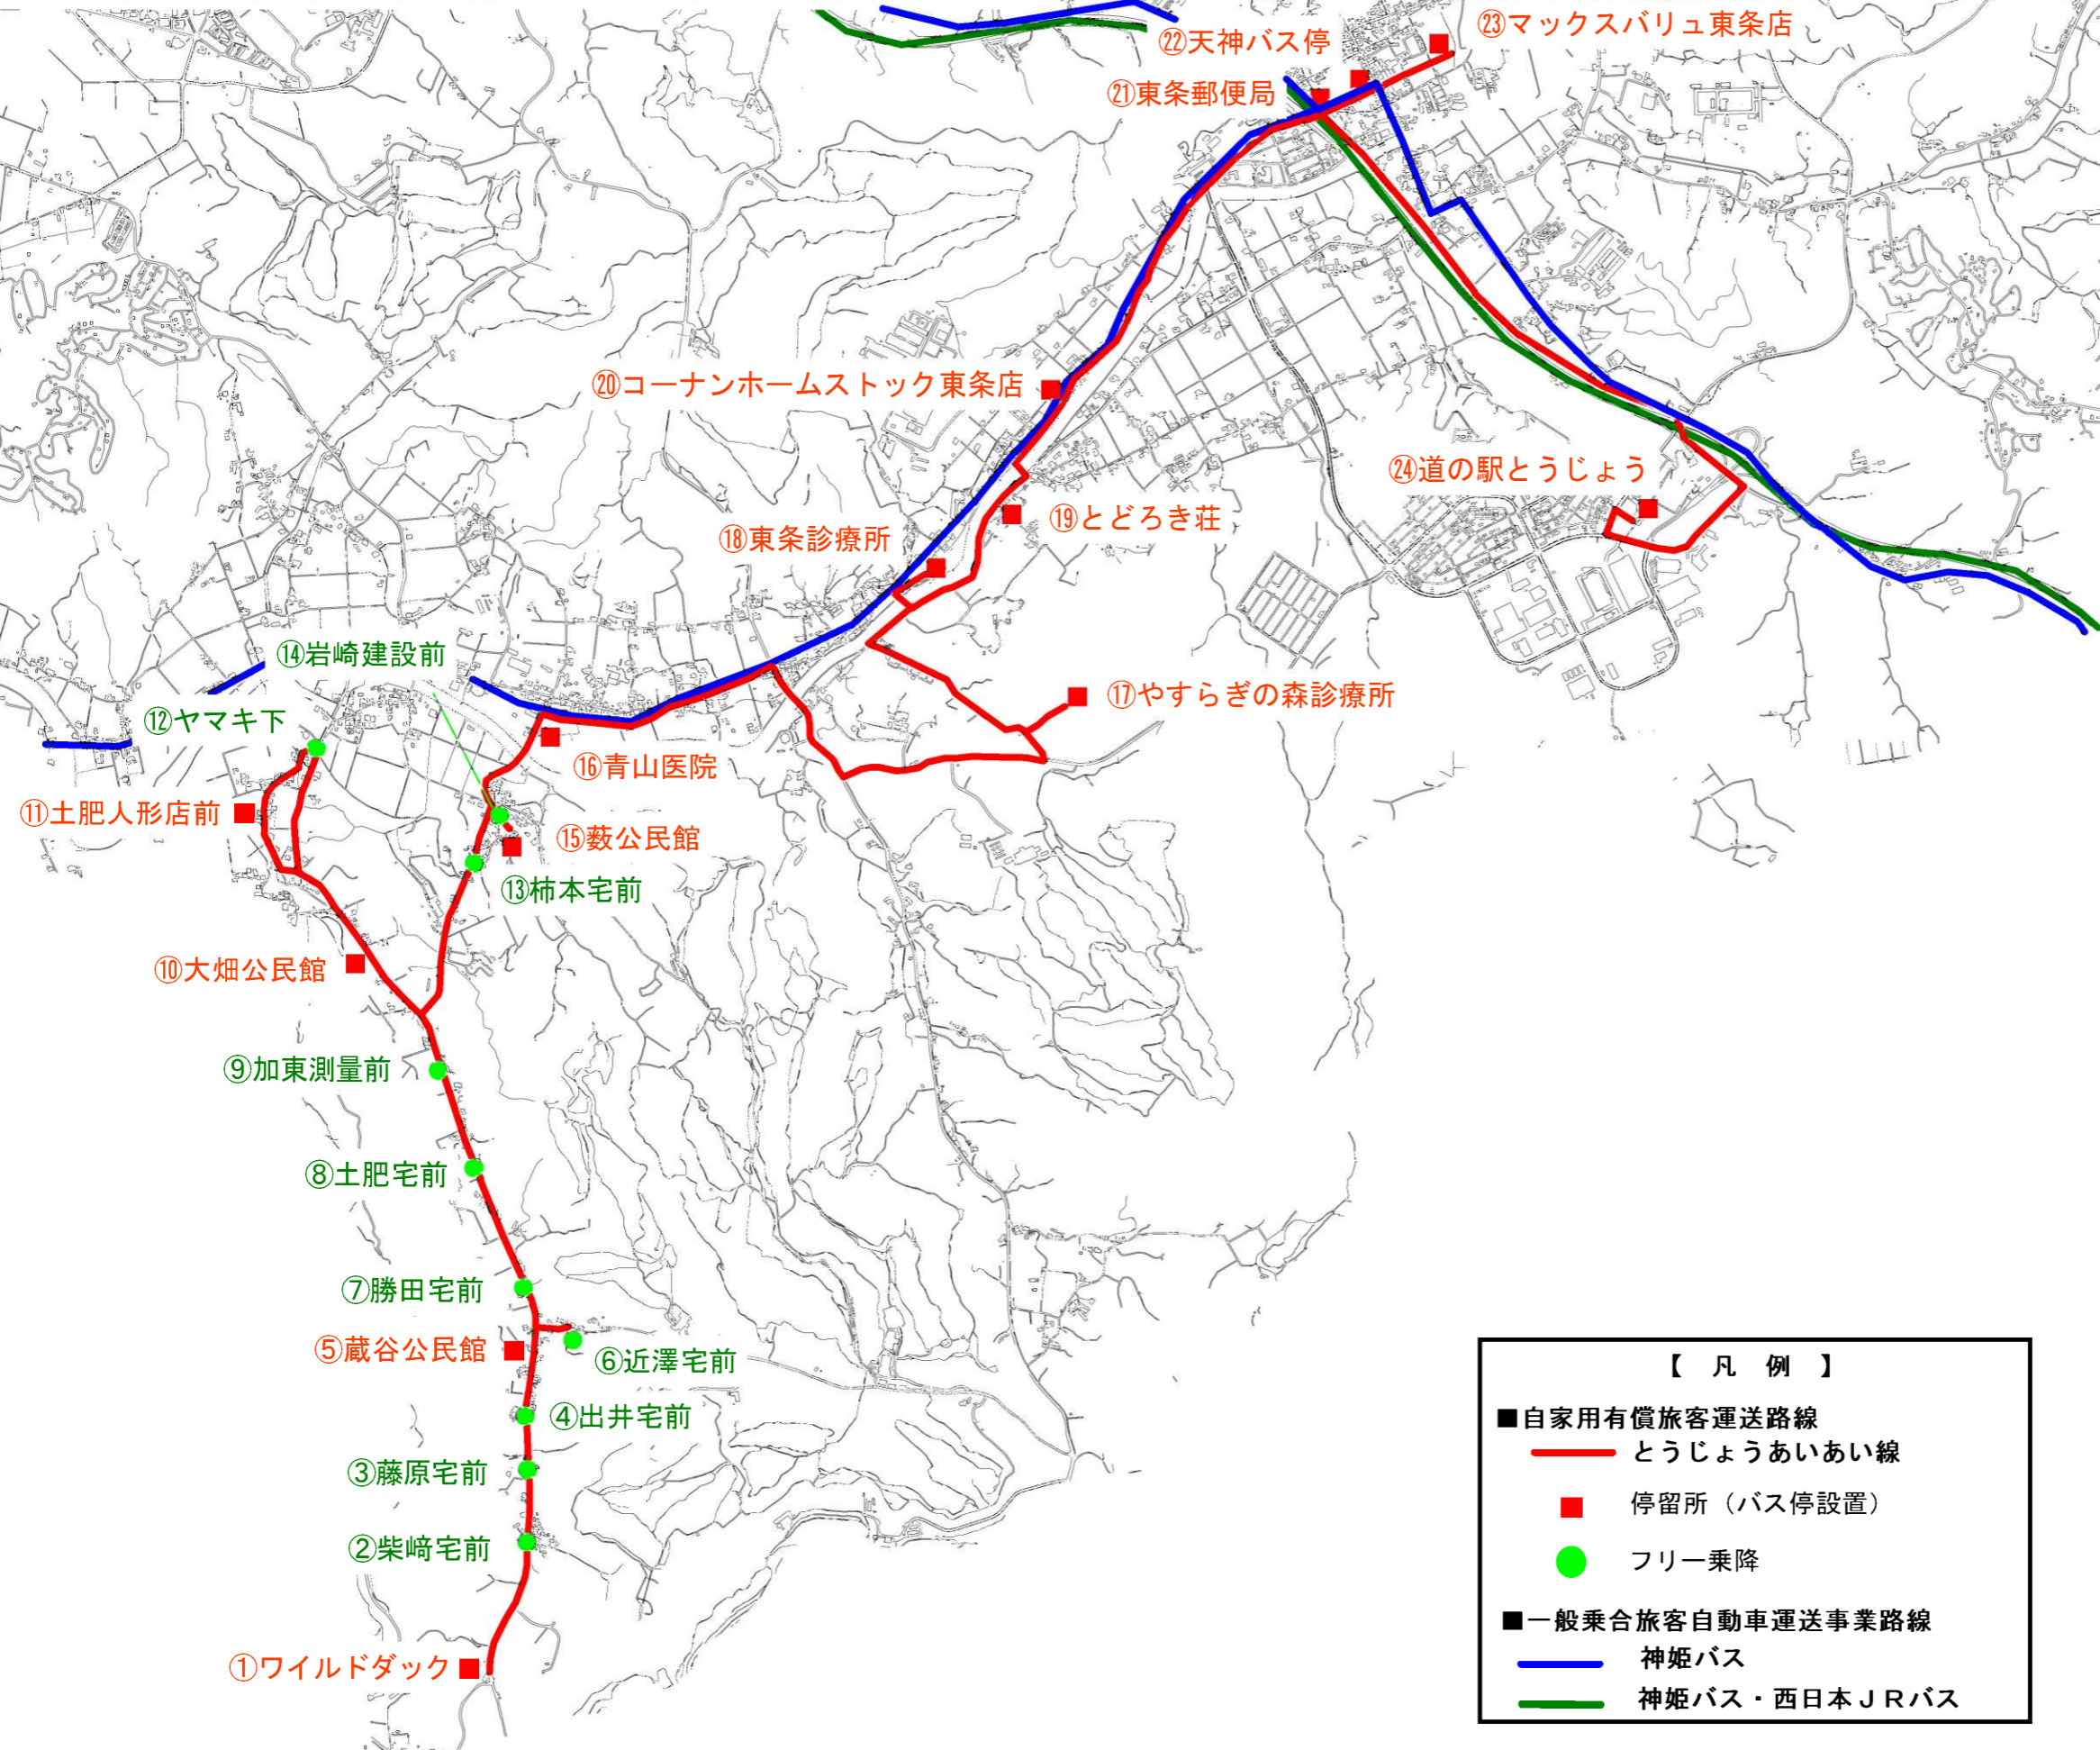 ㉓マックスバリュ東条店
㉒天神バス停
㉑東条郵便局
⑳コーナンホームストック東条店
㉔道の駅とうじょう
⑲とどろき荘
⑱東条診療所
⑭岩崎建設前
⑰やすらぎの森診療所
⑫ヤマキ下
⑯青山医院
⑪土肥人形店前
⑮薮公民館
⑬柿本宅前
⑩大畑公民館
⑨加東測量前
⑧土肥宅前
⑦勝田宅前
⑤蔵谷公民館
⑥近澤宅前
④出井宅前
③藤原宅前
②柴﨑宅前
①ワイルドダック
【 凡 例 】
■自家用有償旅客運送路線
とうじょうあいあい線
停留所（バス停設置）
フリー乗降
■一般乗合旅客自動車運送事業路線
神姫バス
神姫バス・西日本ＪＲバス